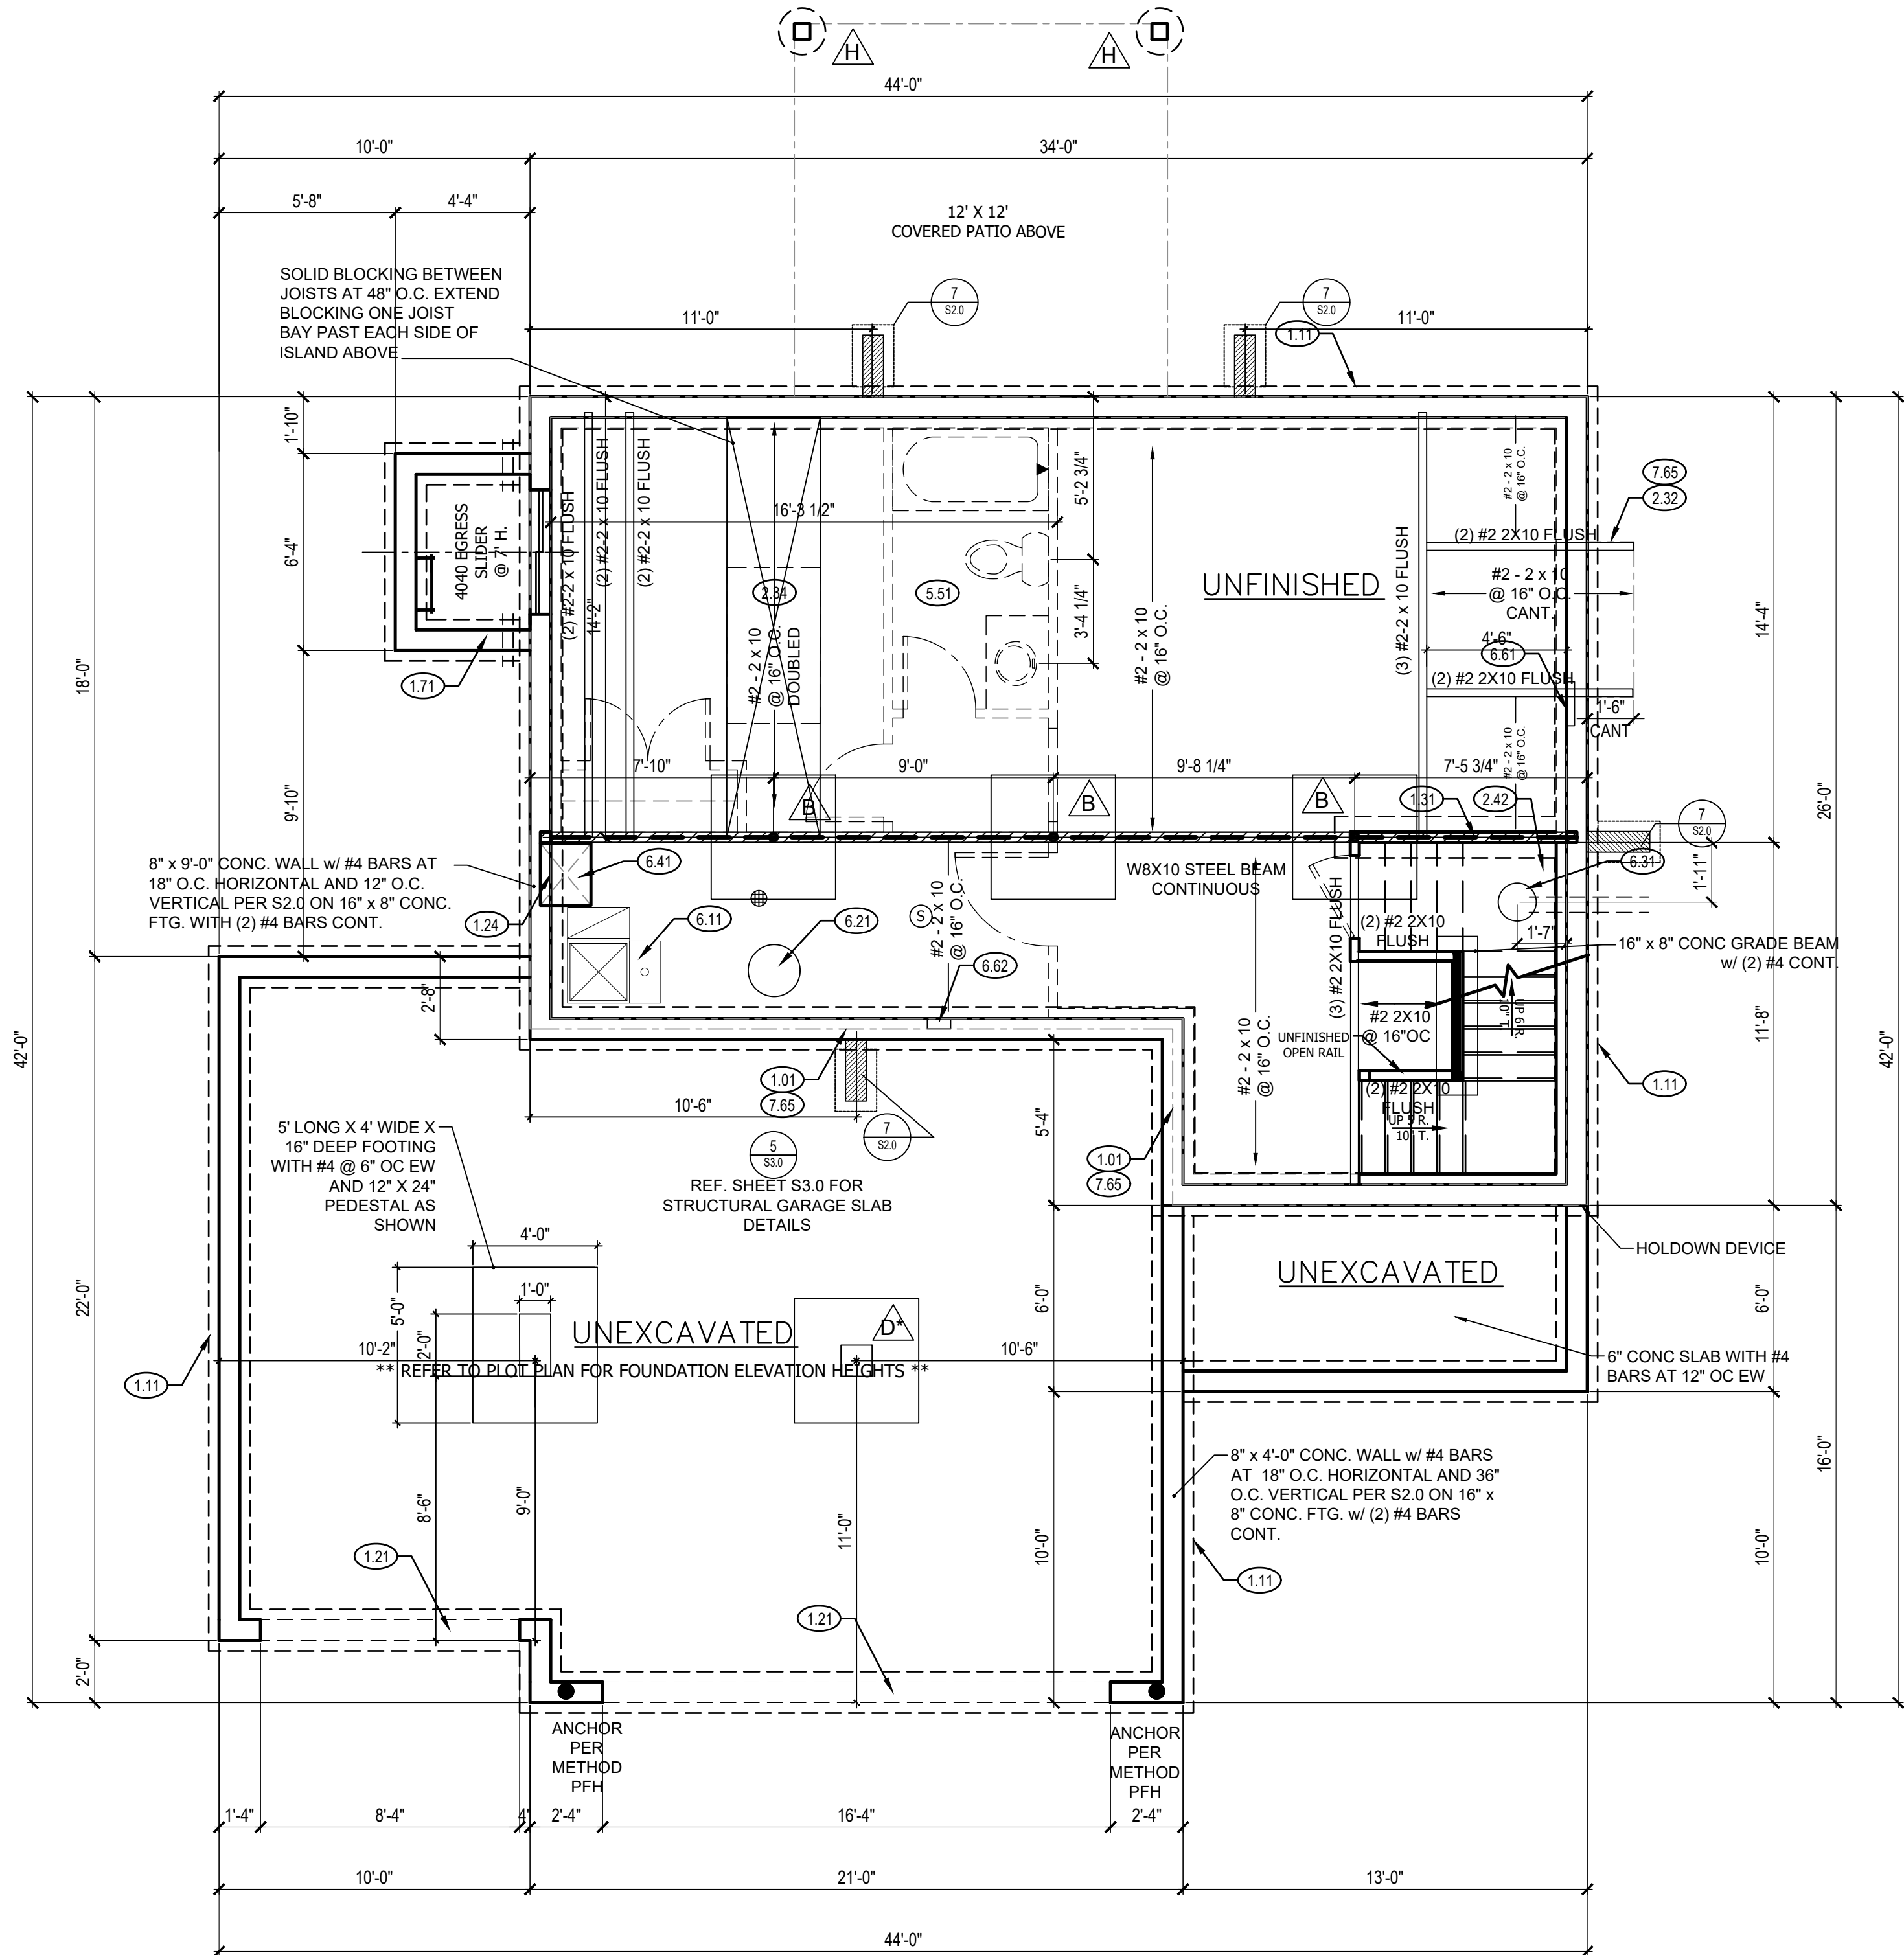 H
H
44'-0"
10'-0"
34'-0"
5'-8"
4'-4"
12' X 12'
COVERED PATIO ABOVE
SOLID BLOCKING BETWEEN
JOISTS AT 48" O.C. EXTEND
BLOCKING ONE JOIST
BAY PAST EACH SIDE OF
ISLAND ABOVE
7
S2.0
7
S2.0
11'-0"
11'-0"
1.11
1'-10"
6'-4"
9'-10"
18'-0"
42'-0"
4040 EGRESS
SLIDER
@ 7' H.
1.71
(2) #2-2 x 10 FLUSH
14'-2"
(2) #2-2 x 10 FLUSH
(2) #2-2 x 10 FLUSH
16'-3 1/2"
2.34
#2 - 2 x 10
@ 16" O.C.
DOUBLED
5.51
5'-2 3/4"
3'-4 1/4"
#2 - 2 x 10
@ 16" O.C.
UNFINISHED
(3) #2-2 x 10 FLUSH
#2 - 2 x 10
@ 16" O.C.
7.65
2.32
(2) #2 2X10 FLUSH
#2 - 2 x 10
@ 16" O.C.
CANT.
4'-6"
6.61
(2) #2 2X10 FLUSH
1'-6"
CANT
#2 - 2 x 10
@ 16" O.C.
14'-4"
26'-0"
42'-0"
7'-10"
9'-0"
9'-8 1/4"
7'-5 3/4"
B
B
B
1.31
2.42
7
S2.0
6.31
1'-11"
1'-7"
8" x 9'-0" CONC. WALL w/ #4 BARS AT
18" O.C. HORIZONTAL AND 12" O.C.
VERTICAL PER S2.0 ON 16" x 8" CONC.
FTG. WITH (2) #4 BARS CONT.
6.41
1.24
6.11
6.21
S
#2 - 2 x 10
@ 16" O.C.
W8X10 STEEL BEAM
CONTINUOUS
6.62
(3) #2 2X10 FLUSH
(2) #2 2X10
FLUSH
16" x 8" CONC GRADE BEAM
w/ (2) #4 CONT.
#2 2X10
@ 16"OC
UNFINISHED
OPEN RAIL
UP 6 R.
10" T.
(2) #2 2X10
FLUSH
UP 5 R.
10" T.
#2 - 2 x 10
@ 16" O.C.
11'-8"
1.11
2'-8"
1.01
7.65
10'-6"
7
S2.0
5
S3.0
REF. SHEET S3.0 FOR
STRUCTURAL GARAGE SLAB
DETAILS
5'-4"
1.01
7.65
5' LONG X 4' WIDE X
16" DEEP FOOTING
WITH #4 @ 6" OC EW
AND 12" X 24"
PEDESTAL AS
SHOWN
4'-0"
1'-0"
5'-0"
2'-0"
22'-0"
HOLDOWN DEVICE
UNEXCAVATED
UNEXCAVATED
D*
10'-2"
10'-6"
** REFER TO PLOT PLAN FOR FOUNDATION ELEVATION HEIGHTS **
6'-0"
6'-0"
16'-0"
6" CONC SLAB WITH #4
BARS AT 12" OC EW
1.11
8'-6"
9'-0"
11'-0"
10'-0"
10'-0"
8" x 4'-0" CONC. WALL w/ #4 BARS
AT 18" O.C. HORIZONTAL AND 36"
O.C. VERTICAL PER S2.0 ON 16" x
8" CONC. FTG. w/ (2) #4 BARS
CONT.
1.11
1.21
1.21
2'-0"
ANCHOR
PER
METHOD
PFH
ANCHOR
PER
METHOD
PFH
1'-4"
8'-4"
4"
2'-4"
16'-4"
2'-4"
10'-0"
21'-0"
13'-0"
44'-0"